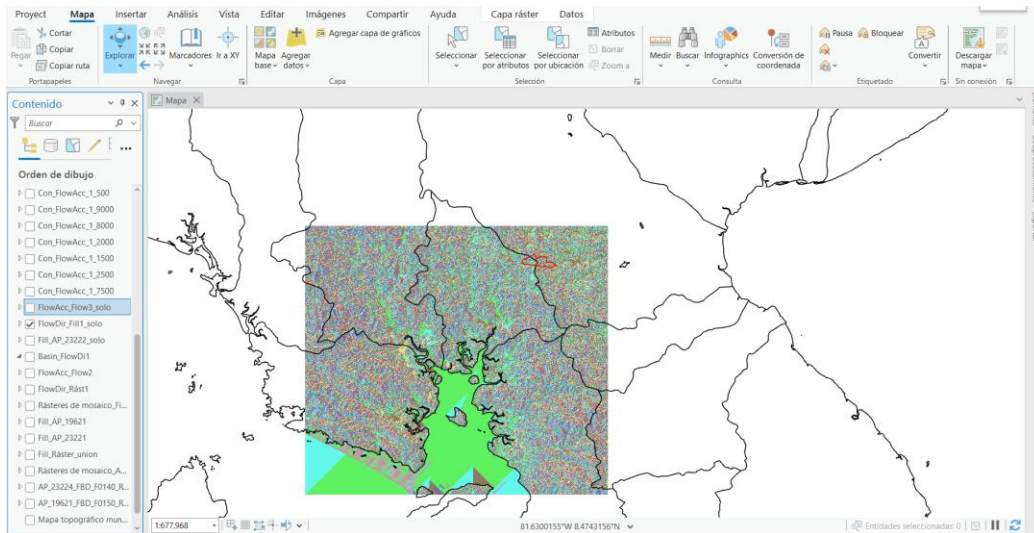 Project Mapa Insertar Análisis Vista Editar Imágenes Compartir Ayuda Capa ráster Datos
Pegar
Cortar
Copiar
Copiar ruta
Portapapeles
Explorar
Marcadores
Ir a XY
Navegar
Mapa base
Agregar datos
Agregar capa de gráficos
Capa
Seleccionar
Seleccionar por atributos
Seleccionar por ubicación
Atributos
Borrar
Zoom a
Selección
Medir
Buscar
Infographics
Conversión de coordenada
Consulta
Pausa
Bloquear
Convertir
Etiquetado
Descargar mapa
Sin conexión
Contenido
Mapa
Buscar
Orden de dibujo
Con_FlowAcc_1_500
Con_FlowAcc_1_9000
Con_FlowAcc_1_8000
Con_FlowAcc_1_2000
Con_FlowAcc_1_1500
Con_FlowAcc_1_2500
Con_FlowAcc_1_7500
FlowAcc_Flow3_solo
FlowDir_Fill1_solo
Fill_AP_23222_solo
Basin_FlowDi1
FlowAcc_Flow2
FlowDir_Rást1
Rásteres de mosaico_Fi...
Fill_AP_19621
Fill_AP_23221
Fill_Ráster_union
Rásteres de mosaico_A...
AP_23224_FBD_F0140_R...
AP_19621_FBD_F0150_R...
Mapa topográfico mun...
1:677,968
81.6300155°W 8.4743156°N
Entidades seleccionadas: 0